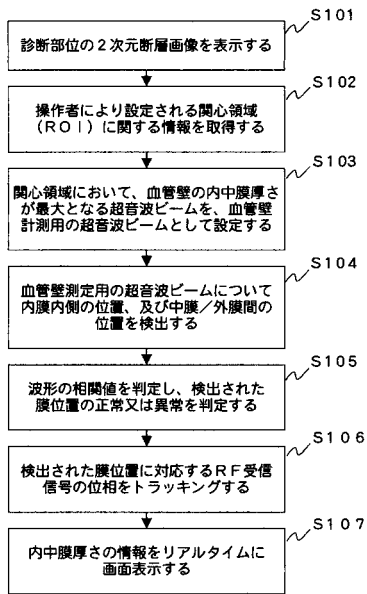 S101
診断部位の2次元断層画像を表示する
S102
操作者により設定される関心領域
(ROI)に関する情報を取得する
S103
関心領域において、血管壁の内中膜厚さ
が最大となる超音波ビームを、血管壁
計測用の超音波ビームとして設定する
S104
血管壁測定用の超音波ビームについて
内膜内側の位置、及び中膜/外膜間の
位置を検出する
S105
波形の相関値を判定し、検出された
膜位置の正常又は異常を判定する
S106
検出された膜位置に対応するRF受信
信号の位相をトラッキングする
S107
内中膜厚さの情報をリアルタイムに
画面表示する